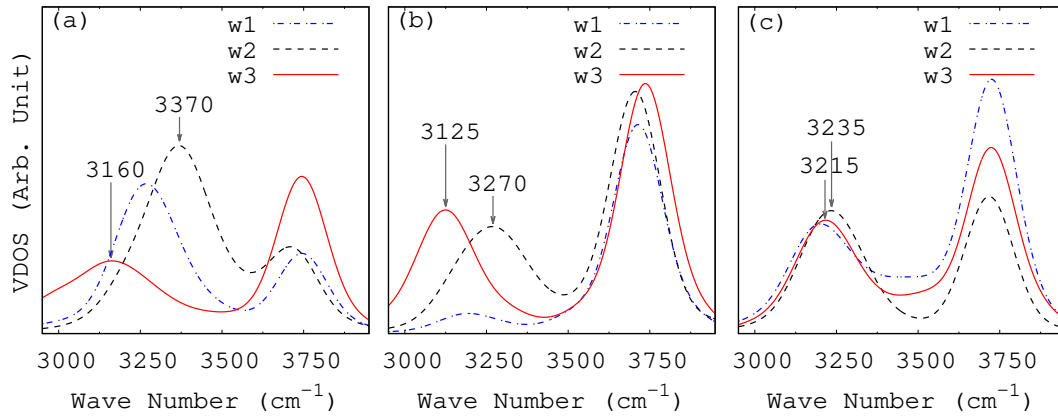 (a)
w1
w2
w3
3370
3160
VDOS (Arb. Unit)
3000 3250 3500 3750
Wave Number (cm⁻¹)
(b)
w1
w2
w3
3125
3270
3000 3250 3500 3750
Wave Number (cm⁻¹)
(c)
w1
w2
w3
3235
3215
3000 3250 3500 3750
Wave Number (cm⁻¹)